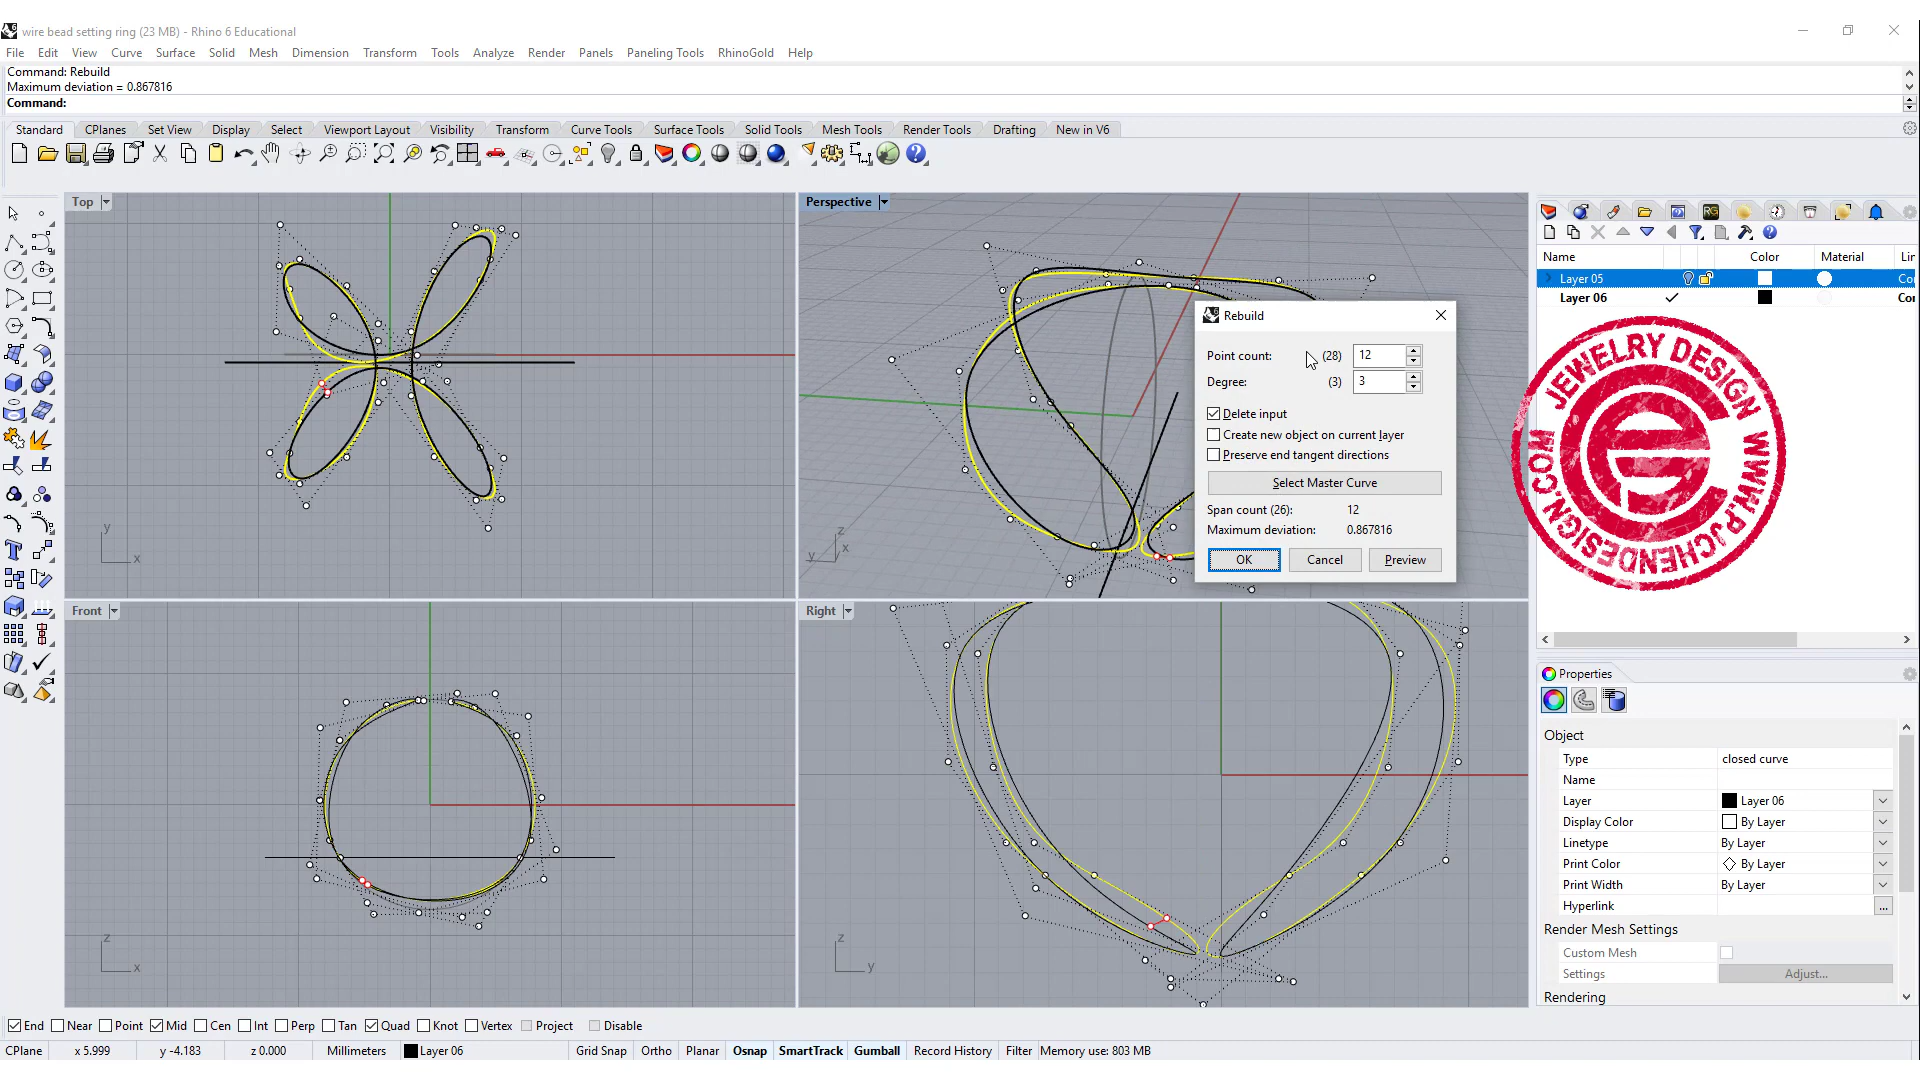 wire bead setting ring (23 MB) - Rhino 6 Educational
File Edit View Curve Surface Solid Mesh Dimension Transform Tools Analyze Render Panels Paneling Tools RhinoGold Help
Command: Rebuild
Maximum deviation = 0.867816
Command:
Standard CPlanes Set View Display Select Viewport Layout Visibility Transform Curve Tools Surface Tools Solid Tools Mesh Tools Render Tools Drafting New in V6
Top
Perspective
Front
Right
y
x
z
y
x
z
x
z
y
Rebuild
Point count: (28) 12
Degree: (3) 3
Delete input
Create new object on current layer
Preserve end tangent directions
Select Master Curve
Span count (26): 12
Maximum deviation: 0.867816
OK Cancel Preview
RG
Name Color Material Lin
Layer 05 Co
Layer 06 Co
JEWELRY DESIGN WWW.PJCHENDESIGN.COM
Properties
Object
Type closed curve
Name
Layer Layer 06
Display Color By Layer
Linetype By Layer
Print Color By Layer
Print Width By Layer
Hyperlink ...
Render Mesh Settings
Custom Mesh
Settings Adjust...
Rendering
End Near Point Mid Cen Int Perp Tan Quad Knot Vertex Project Disable
CPlane x 5.999 y -4.183 z 0.000 Millimeters Layer 06 Grid Snap Ortho Planar Osnap SmartTrack Gumball Record History Filter Memory use: 803 MB